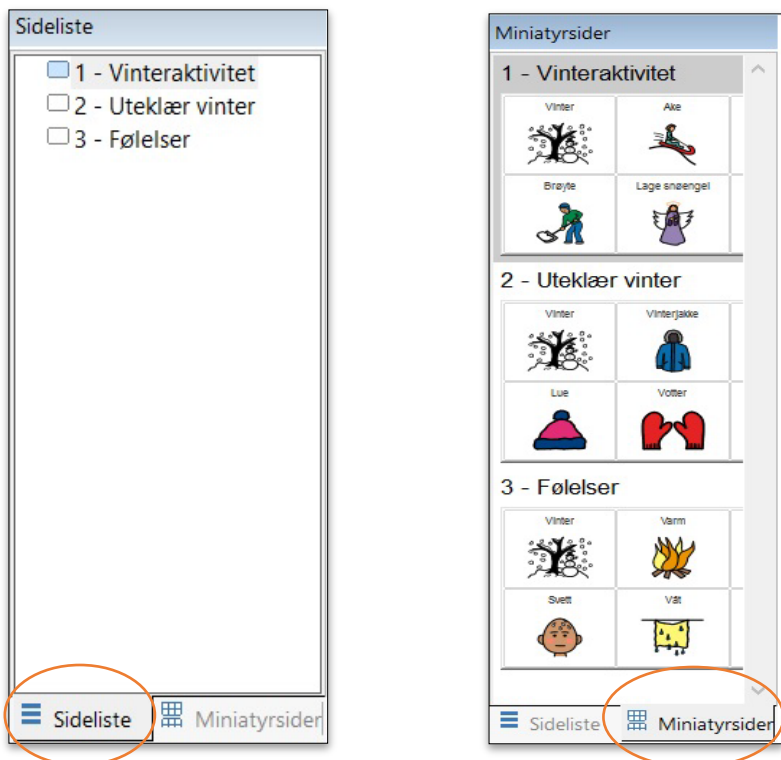 Sideliste
1 - Vinteraktivitet
2 - Uteklær vinter
3 - Følelser
Sideliste Miniatyrsider
Miniatyrsider
1 - Vinteraktivitet
Vinter Ake
Brøyte Lage snøengel
2 - Uteklær vinter
Vinter Vinterjakke
Lue Votter
3 - Følelser
Vinter Varm
Svett Våt
Sideliste Miniatyrsider